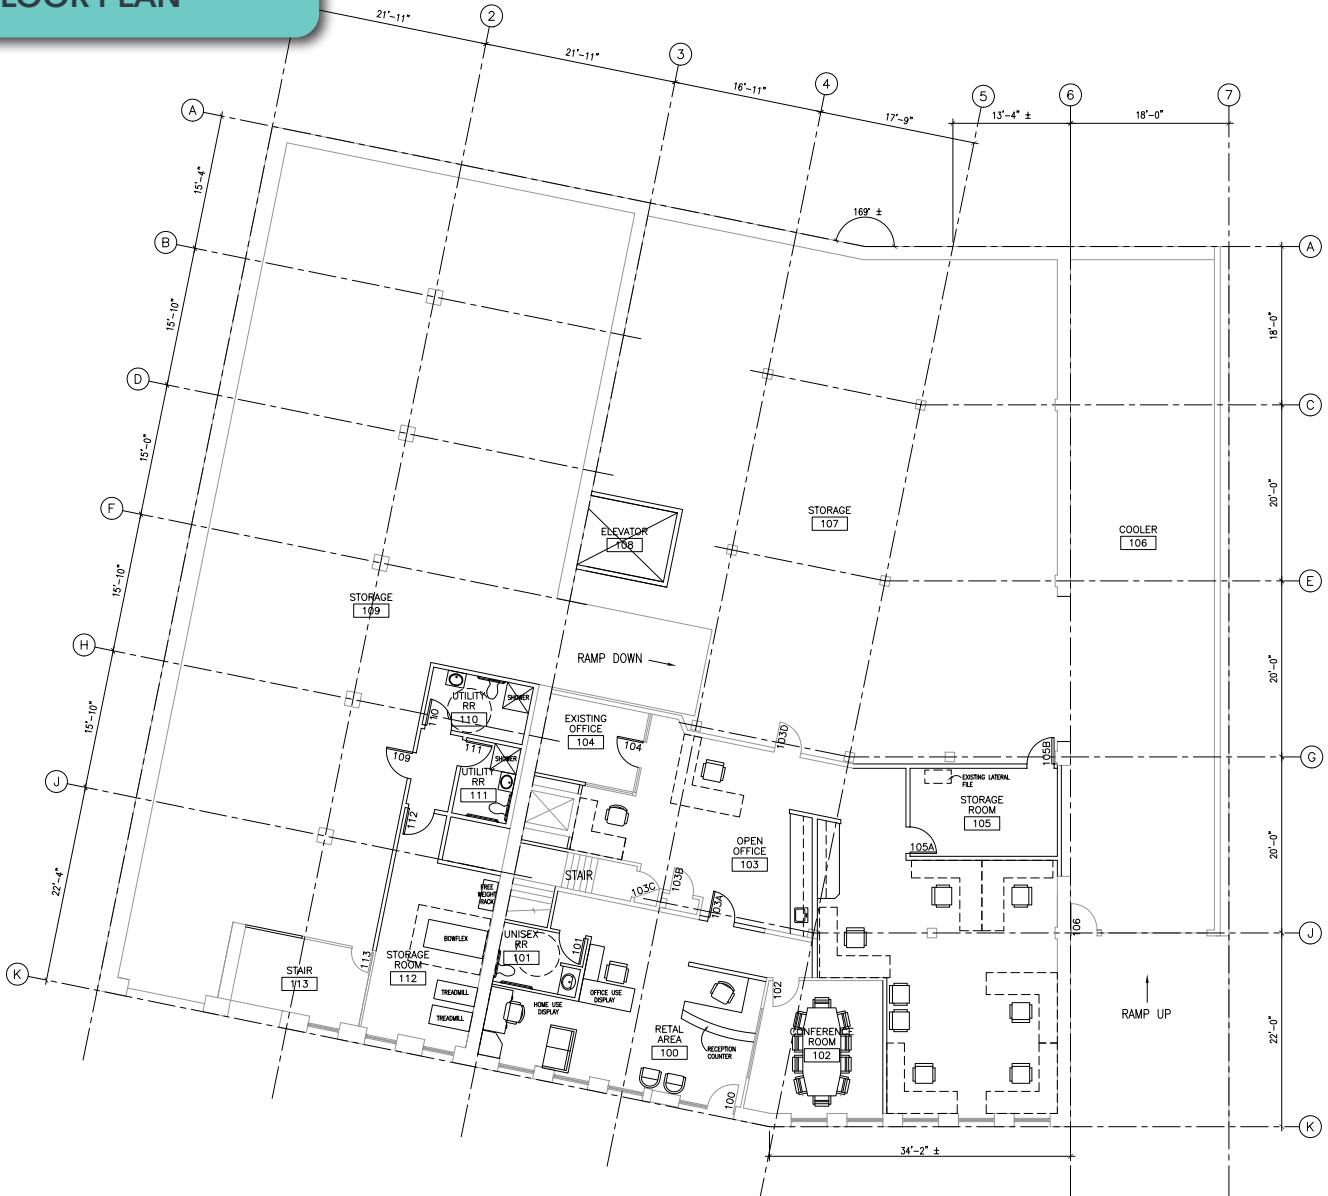 LOOR PLAN
21'-11"
2
21'-11"
3
16'-11"
4
17'-9"
5
13'-4" ±
6
18'-0"
7
A
15'-4"
169° ±
B
A
15'-10"
18'-0"
D
C
15'-0"
20'-0"
F
STORAGE
107
ELEVATOR
108
COOLER
106
15'-10"
E
STORAGE
109
H
RAMP DOWN
20'-0"
15'-10"
UTILITY
RR
110
SHOWER
110
EXISTING
OFFICE
104
104
103D
109
111
SHOWER
105B
G
UTILITY
RR
111
EXISTING LATERAL
FILE
STORAGE
ROOM
105
J
112
OPEN
OFFICE
103
105A
20'-0"
22'-4"
STAIR
103C
103B
103A
FREE
WEIGHT
RACK
106
J
BOWFLEX
UNISEX
RR
101
101
113
STORAGE
ROOM
112
K
STAIR
113
TREADMILL
TREADMILL
HOME USE
DISPLAY
OFFICE USE
DISPLAY
102
RAMP UP
RETAL
AREA
100
RECEPTION
COUNTER
CONFERENCE
ROOM
102
22'-0"
100
K
34'-2" ±